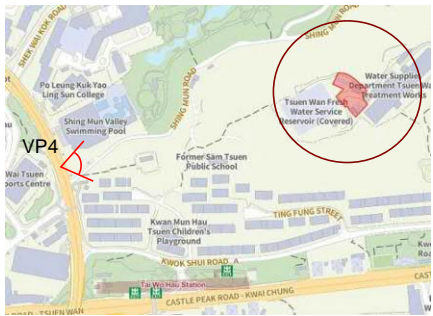 SHEK WAI KOK ROAD
SHING MUN ROAD
Po Leung Kuk Yao
Ling Sun College
Water Supplies
Department Tsuen Wan
Treatment Works
Tsuen Wan Fresh
Water Service
Reservoir (Covered)
SHING MUN ROAD
Shing Mun Valley
Swimming Pool
VP4
Former Sam Tsuen
Public School
Wai Tsuen
Sports Centre
TING FUNG STREET
Kwan Mun Hau
Tsuen Children's
Playground
KWOK SHUI ROAD
Tai Wo Hau Station
CASTLE PEAK ROAD - KWAI CHUNG
ROAD - TSUEN WAN